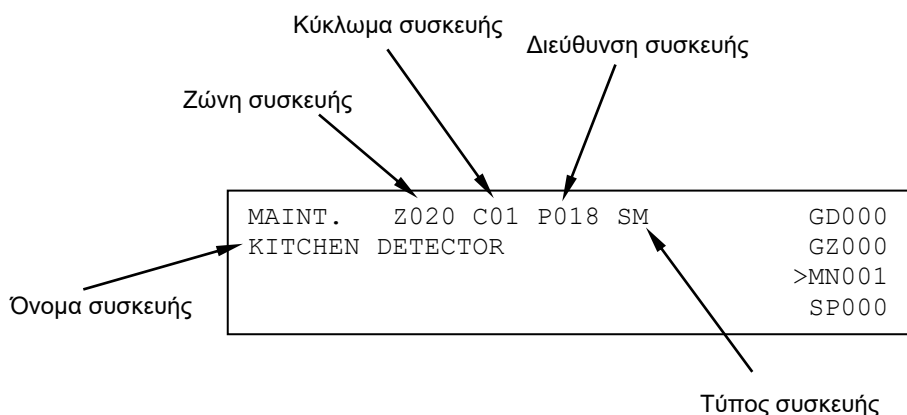 Κύκλωμα συσκευής
Διεύθυνση συσκευής
Ζώνη συσκευής
MAINT. Z020 C01 P018 SM GD000
KITCHEN DETECTOR GZ000
>MN001
SP000
Όνομα συσκευής
Τύπος συσκευής